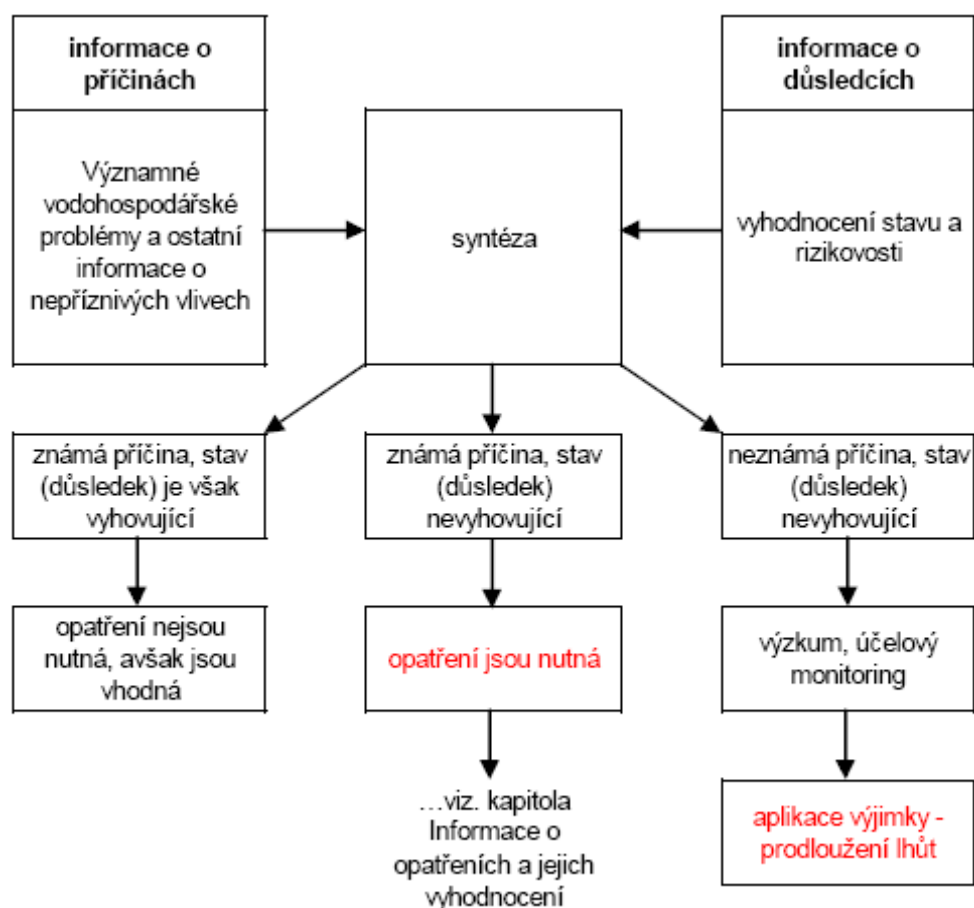 informace o
příčinách
Významné
vodohospodářské
problémy a ostatní
informace o
nepříznivých vlivech
syntéza
informace o
důsledcích
vyhodnocení stavu a
rizikovosti
známá příčina, stav
(důsledek) je však
vyhovující
známá příčina, stav
(důsledek)
nevyhovující
neznámá příčina, stav
(důsledek)
nevyhovující
opatření nejsou
nutná, avšak jsou
vhodná
opatření jsou nutná
výzkum, účelový
monitoring
…viz. kapitola
Informace o
opatřeních a jejich
vyhodnocení
aplikace výjimky -
prodloužení lhůt